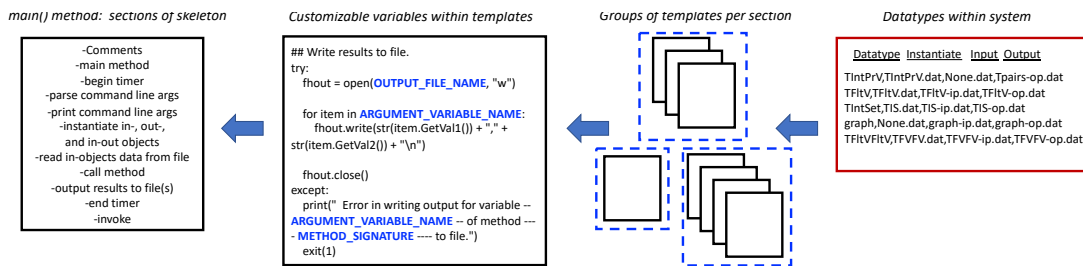 main() method: sections of skeleton
-Comments
-main method
-begin timer
-parse command line args
-print command line args
-instantiate in-, out-,
and in-out objects
-read in-objects data from file
-call method
-output results to file(s)
-end timer
-invoke
Customizable variables within templates
## Write results to file.
try:
fhout = open(OUTPUT_FILE_NAME, "w")
for item in ARGUMENT_VARIABLE_NAME:
fhout.write(str(item.GetVal1()) + "," +
str(item.GetVal2()) + "\n")
fhout.close()
except:
print(" Error in writing output for variable --
ARGUMENT_VARIABLE_NAME -- of method ---
- METHOD_SIGNATURE ---- to file.")
exit(1)
Groups of templates per section
Datatypes within system
Datatype Instantiate Input Output
TIntPrV,TIntPrV.dat,None.dat,Tpairs-op.dat
TFltV,TFltV.dat,TFltV-ip.dat,TFltV-op.dat
TIntSet,TIS.dat,TIS-ip.dat,TIS-op.dat
graph,None.dat,graph-ip.dat,graph-op.dat
TFltVFltV,TFVFV.dat,TFVFV-ip.dat,TFVFV-op.dat